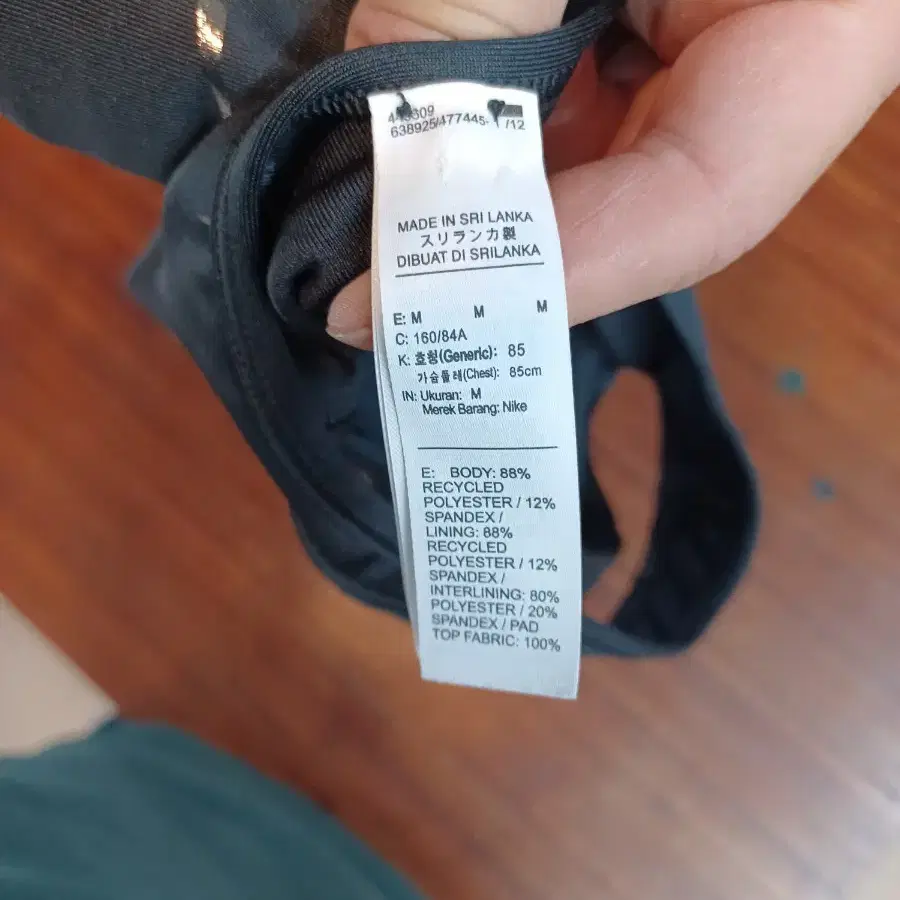 638925/477445- /12
MADE IN SRI LANKA
スリランカ製
DIBUAT DI SRILANKA
E: M M M
C: 160/84A
K: 호칭(Generic): 85
가슴둘레(Chest): 85cm
IN: Ukuran: M
Merek Barang: Nike
E: BODY: 88%
RECYCLED
POLYESTER / 12%
SPANDEX /
LINING: 88%
RECYCLED
POLYESTER / 12%
SPANDEX /
INTERLINING: 80%
POLYESTER / 20%
SPANDEX / PAD
TOP FABRIC: 100%